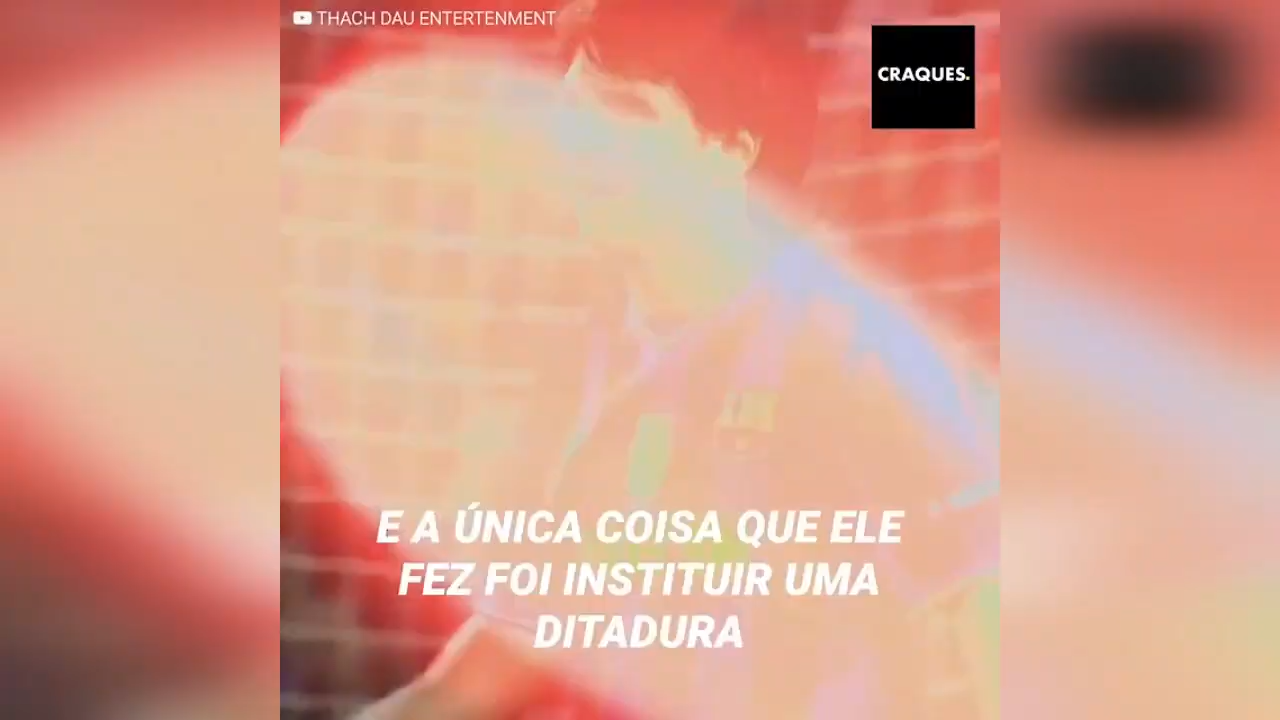 THACH DAU ENTERTENMENT
CRAQUES.
E A ÚNICA COISA QUE ELE
FEZ FOI INSTITUIR UMA
DITADURA